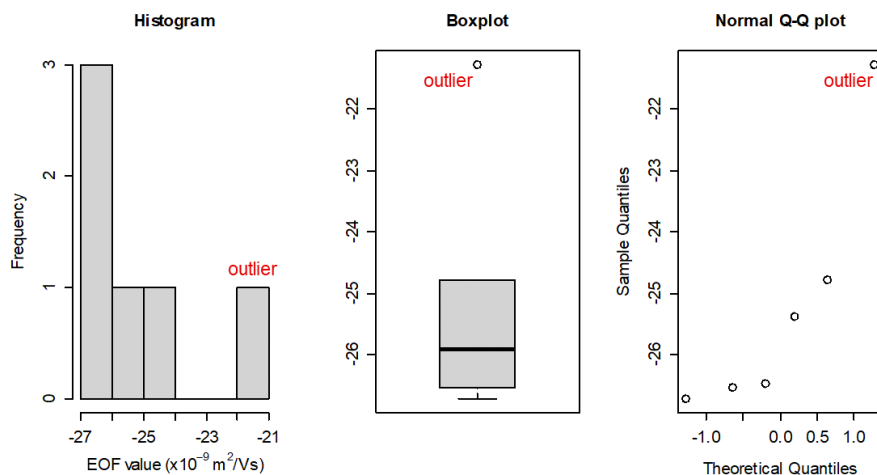 Histogram
Frequency
3
2
1
0
outlier
-27
-25
-23
-21
EOF value (x10⁻⁹ m²/Vs)
Boxplot
outlier
-22
-23
-24
-25
-26
Normal Q-Q plot
Sample Quantiles
outlier
-22
-23
-24
-25
-26
-1.0
0.0
0.5
1.0
Theoretical Quantiles